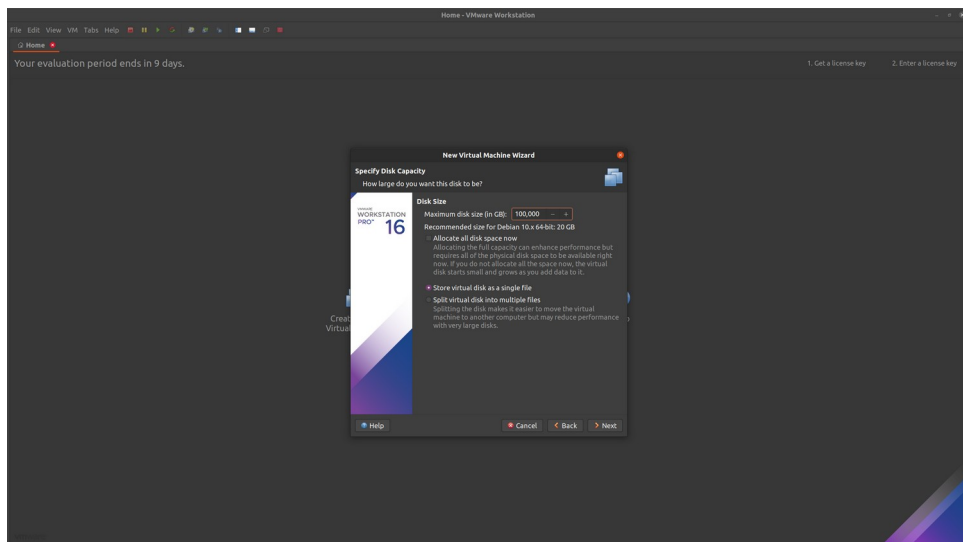 Home - VMware Workstation
File Edit View VM Tabs Help
Home
Your evaluation period ends in 9 days.
1. Get a license key
2. Enter a license key
New Virtual Machine Wizard
Specify Disk Capacity
How large do you want this disk to be?
vmware
WORKSTATION
PRO™ 16
Disk Size
Maximum disk size (in GB): 100,000 − +
Recommended size for Debian 10.x 64-bit: 20 GB
Allocate all disk space now
Allocating the full capacity can enhance performance but
requires all of the physical disk space to be available right
now. If you do not allocate all the space now, the virtual
disk starts small and grows as you add data to it.
Store virtual disk as a single file
Split virtual disk into multiple files
Splitting the disk makes it easier to move the virtual
machine to another computer but may reduce performance
with very large disks.
Creat
Virtual
Help
Cancel
Back
Next